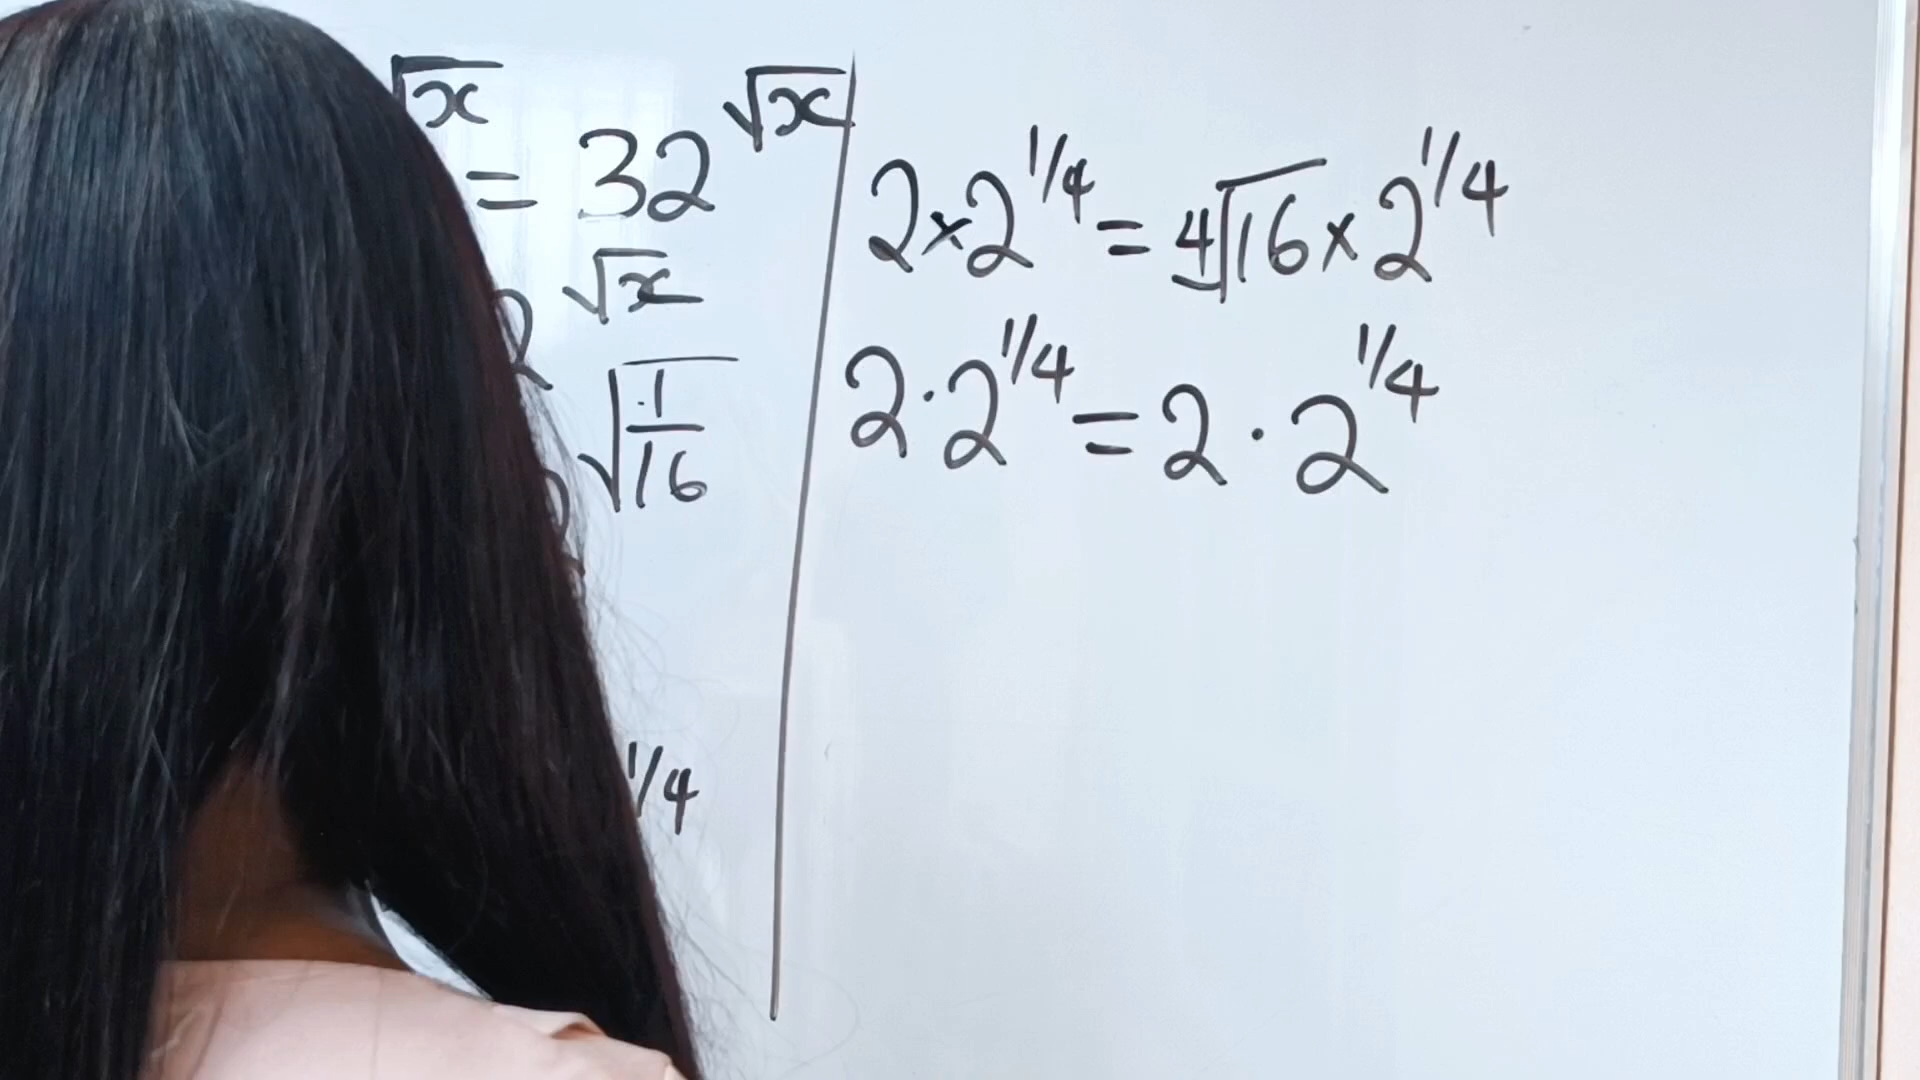 √x = 32^√x
2^√x
√(1/16)
1/4
2×2^1/4 = ⁴√16 × 2^1/4
2·2^1/4 = 2·2^1/4